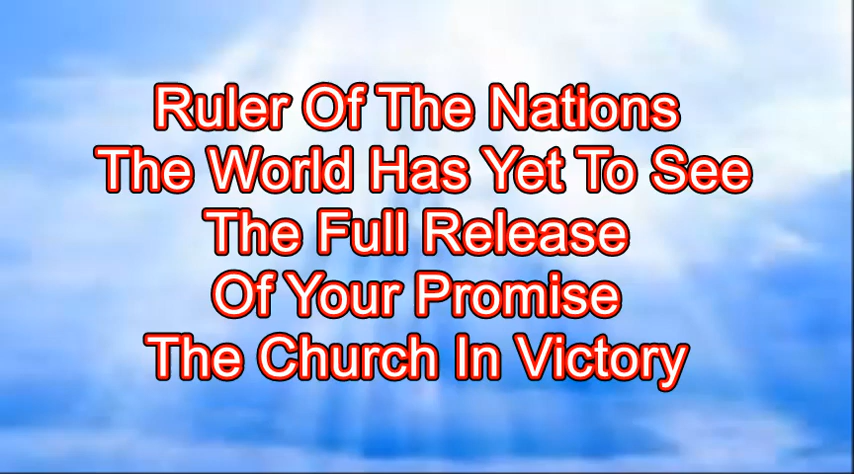 Ruler Of The Nations
The World Has Yet To See
The Full Release
Of Your Promise
The Church In Victory